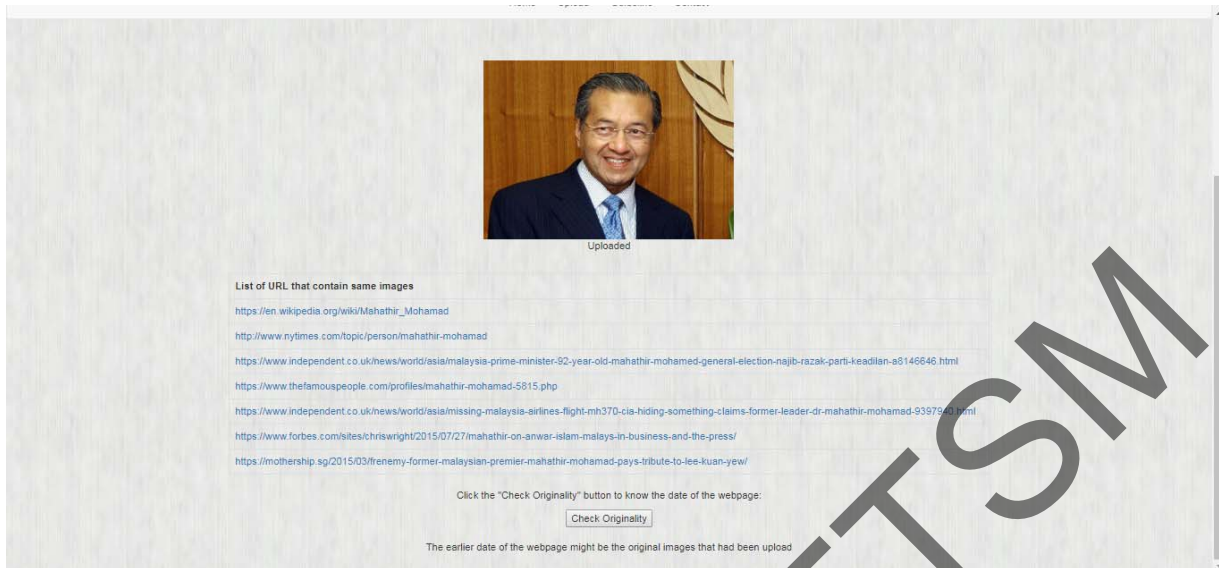 Home Upload Guideline Contact
Uploaded
List of URL that contain same images
https://en.wikipedia.org/wiki/Mahathir_Mohamad
http://www.nytimes.com/topic/person/mahathir-mohamad
https://www.independent.co.uk/news/world/asia/malaysia-prime-minister-92-year-old-mahathir-mohamed-general-election-najib-razak-parti-keadilan-a8146646.html
https://www.thefamouspeople.com/profiles/mahathir-mohamad-5815.php
https://www.independent.co.uk/news/world/asia/missing-malaysia-airlines-flight-mh370-cia-hiding-something-claims-former-leader-dr-mahathir-mohamad-9397940.html
https://www.forbes.com/sites/chriswright/2015/07/27/mahathir-on-anwar-islam-malays-in-business-and-the-press/
https://mothership.sg/2015/03/frenemy-former-malaysian-premier-mahathir-mohamad-pays-tribute-to-lee-kuan-yew/
Click the "Check Originality" button to know the date of the webpage:
Check Originality
The earlier date of the webpage might be the original images that had been upload
TSM